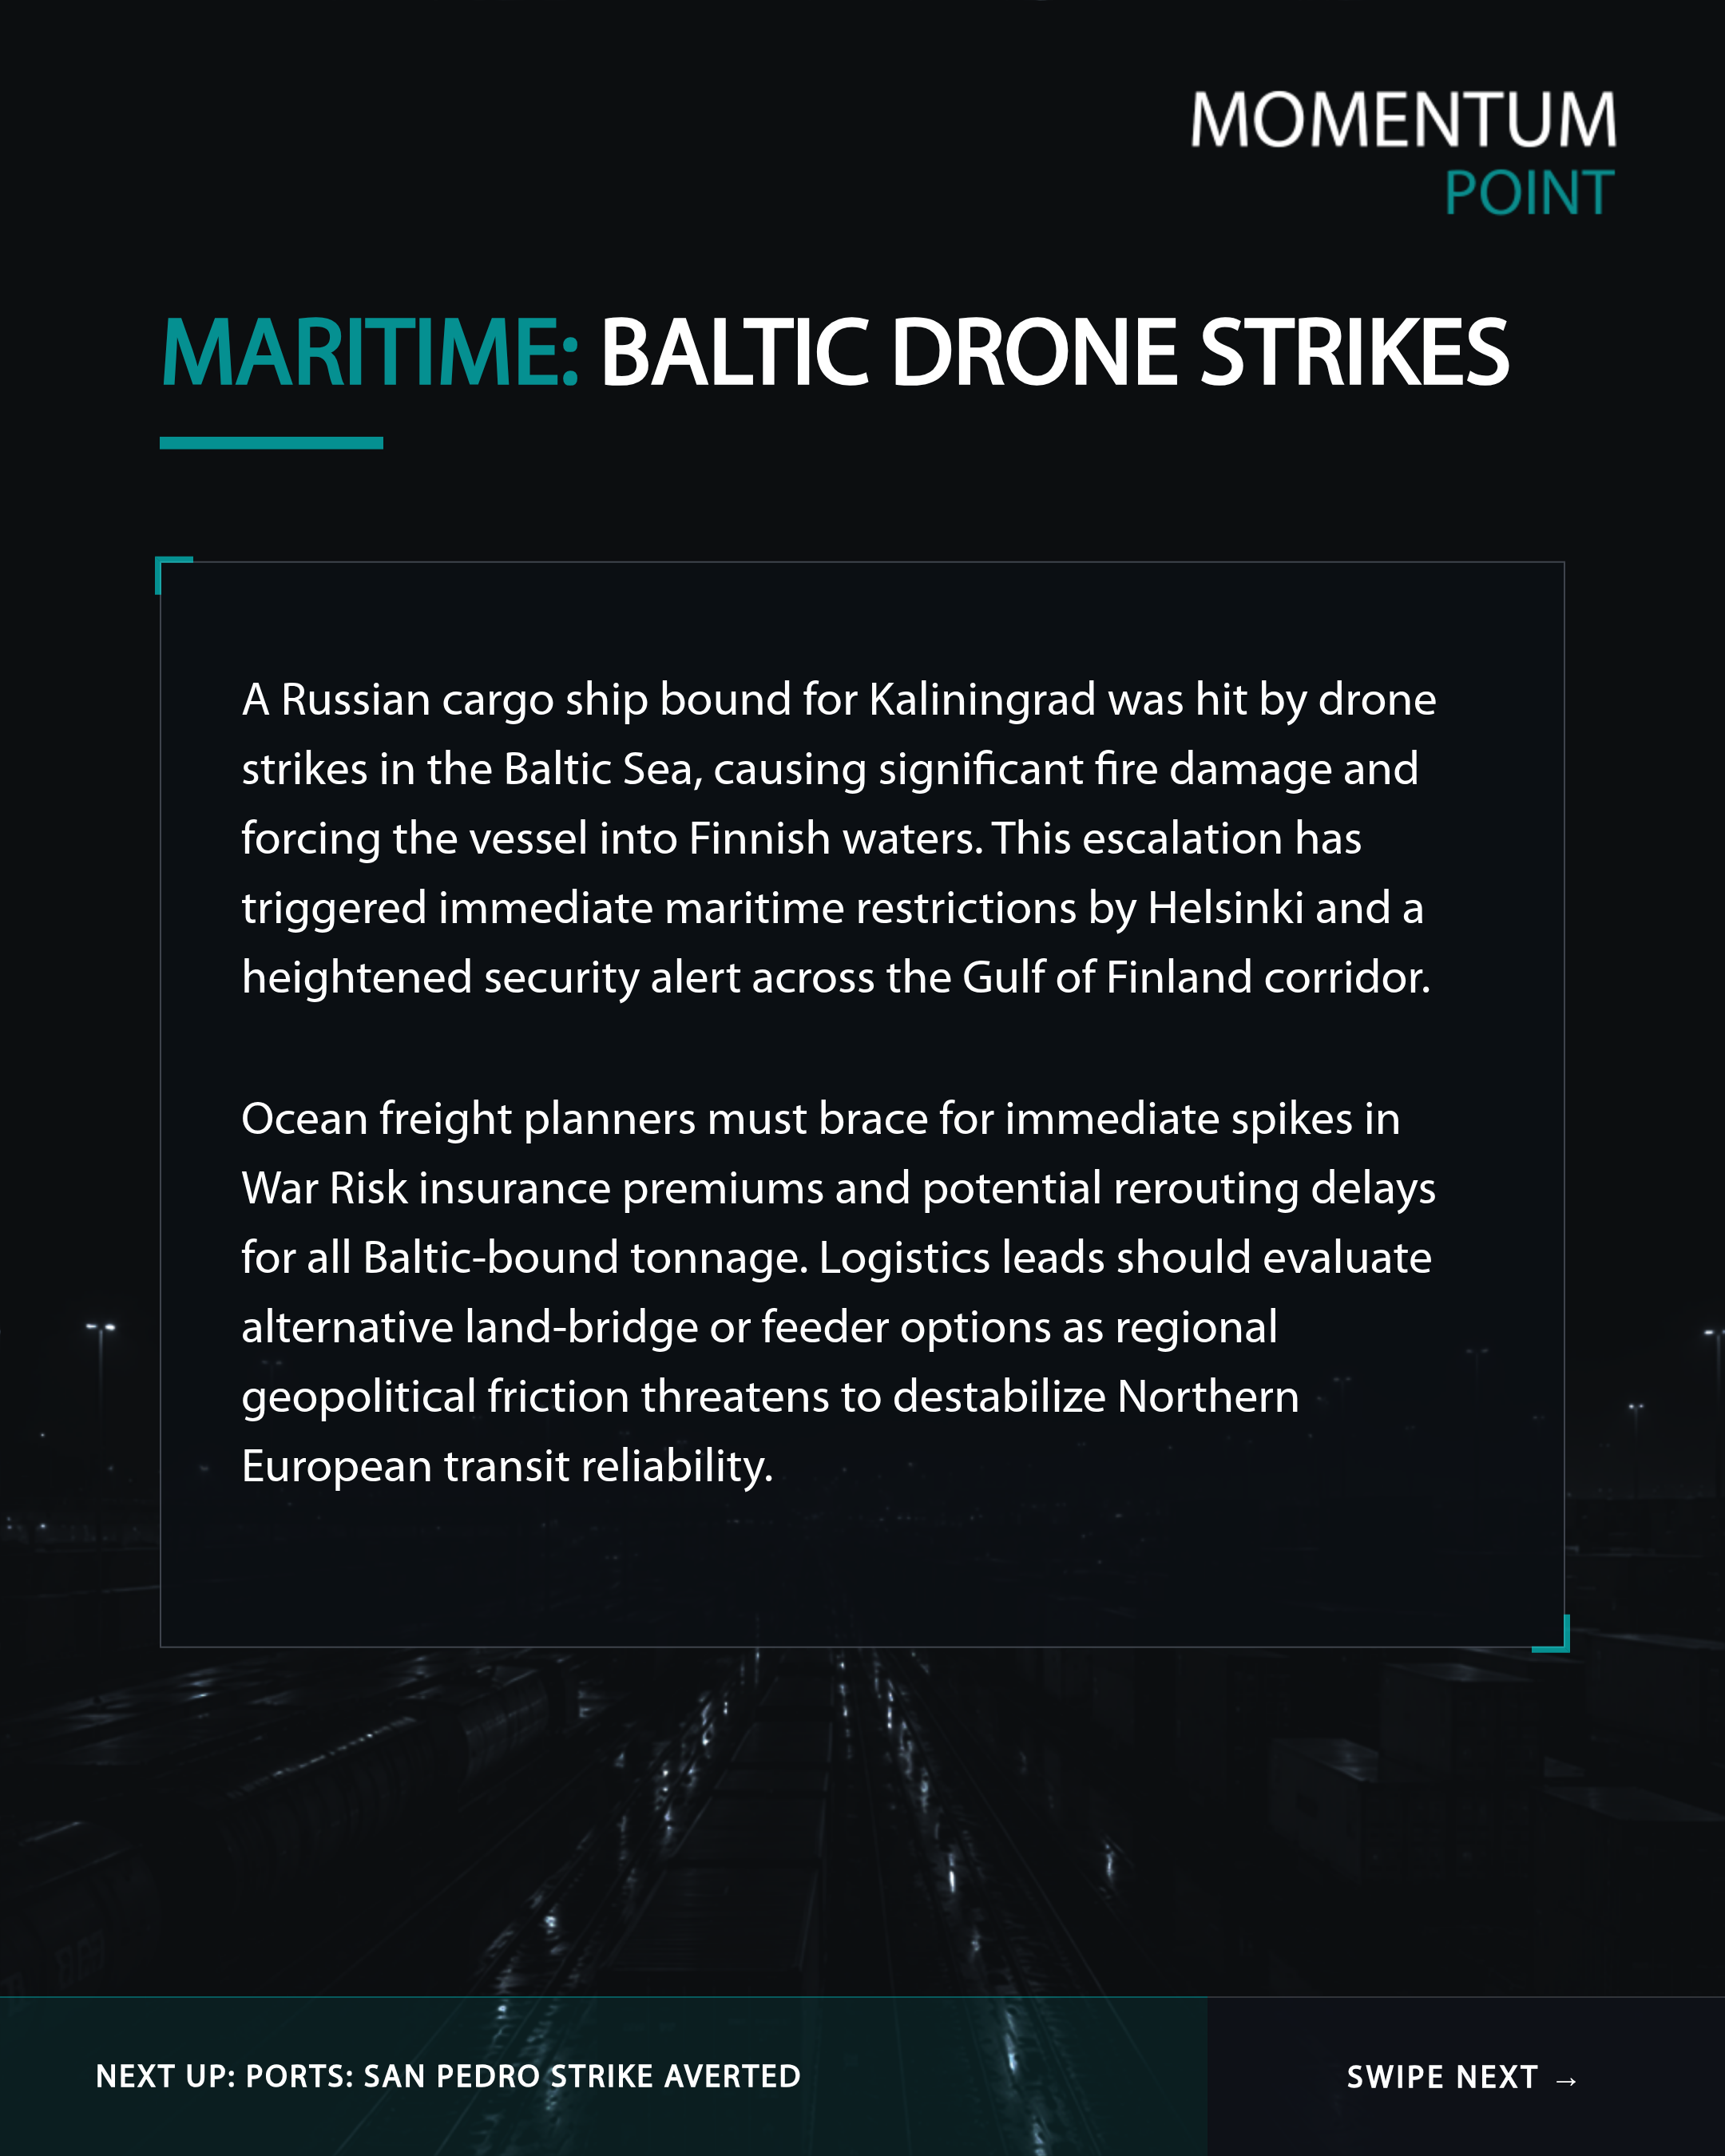 MOMENTUM
POINT
MARITIME: BALTIC DRONE STRIKES
A Russian cargo ship bound for Kaliningrad was hit by drone
strikes in the Baltic Sea, causing significant fire damage and
forcing the vessel into Finnish waters. This escalation has
triggered immediate maritime restrictions by Helsinki and a
heightened security alert across the Gulf of Finland corridor.
Ocean freight planners must brace for immediate spikes in
War Risk insurance premiums and potential rerouting delays
for all Baltic-bound tonnage. Logistics leads should evaluate
alternative land-bridge or feeder options as regional
geopolitical friction threatens to destabilize Northern
European transit reliability.
NEXT UP: PORTS: SAN PEDRO STRIKE AVERTED
SWIPE NEXT →